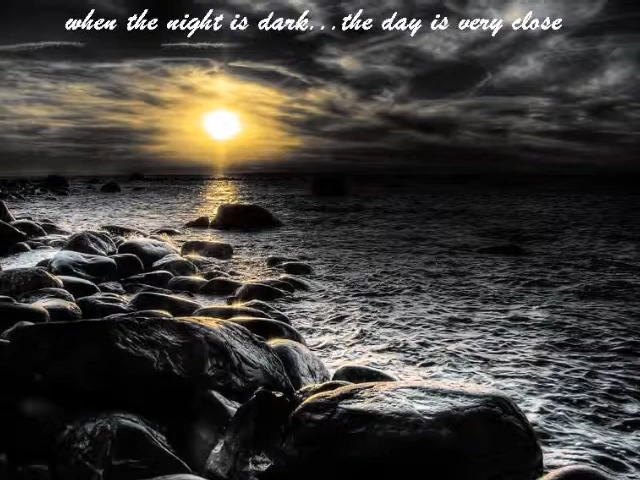 when the night is dark...the day is very close